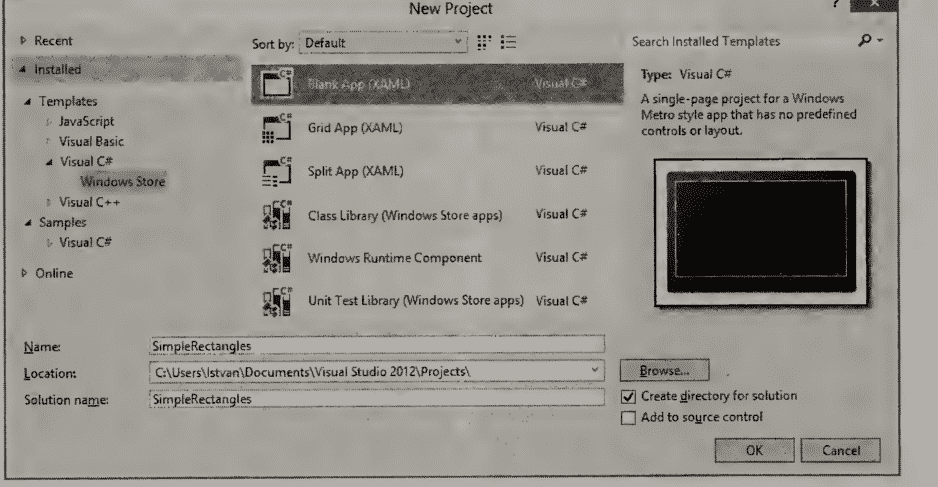 New Project
?
x
Recent
Installed
Templates
JavaScript
Visual Basic
Visual C#
Windows Store
Visual C++
Samples
Visual C#
Online
Sort by: Default
Blank App (XAML) Visual C#
Grid App (XAML) Visual C#
Split App (XAML) Visual C#
Class Library (Windows Store apps) Visual C#
Windows Runtime Component Visual C#
Unit Test Library (Windows Store apps) Visual C#
C#
C#
C#
C#
C#
C#
Search Installed Templates
Type: Visual C#
A single-page project for a Windows
Metro style app that has no predefined
controls or layout.
Name: SimpleRectangles
Location: C:\Users\Istvan\Documents\Visual Studio 2012\Projects\
Browse...
Solution name: SimpleRectangles
Create directory for solution
Add to source control
OK
Cancel